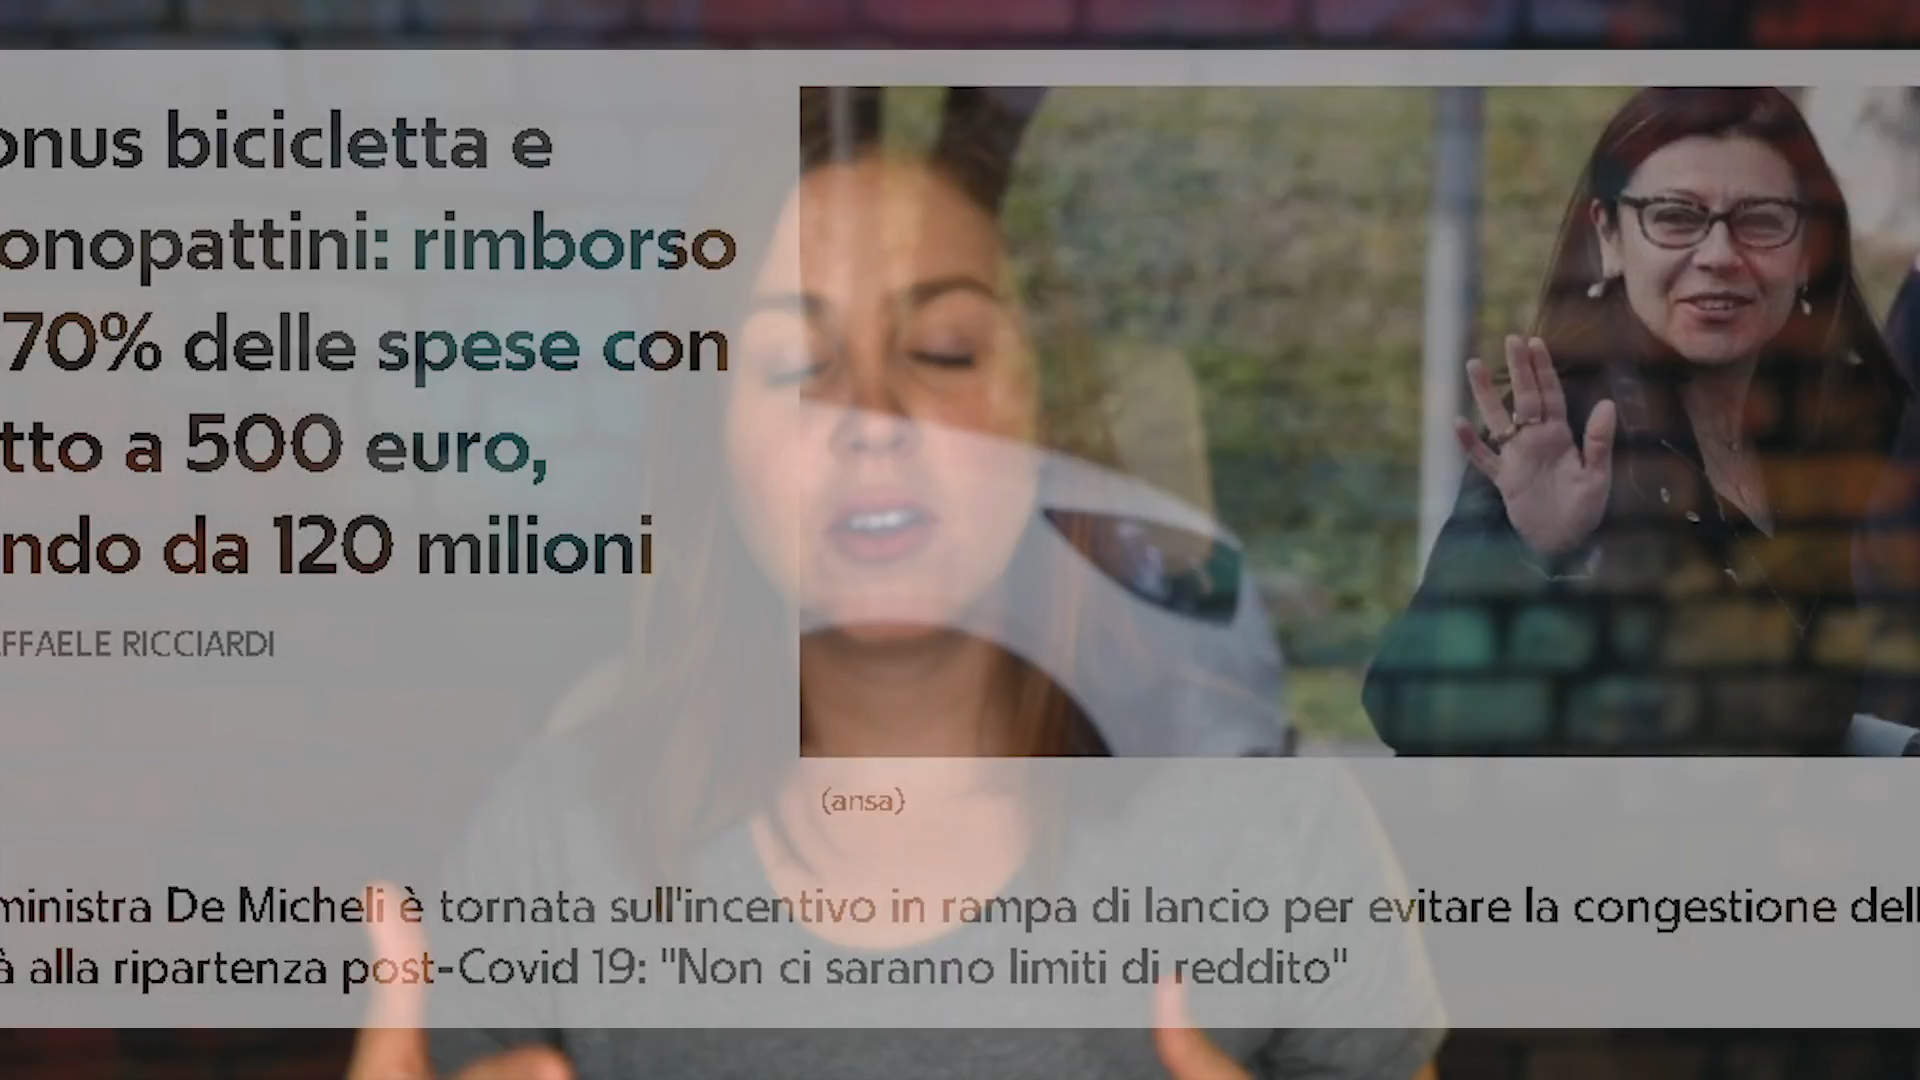 onus bicicletta e
onopattini: rimborso
70% delle spese con
tto a 500 euro,
ndo da 120 milioni
FFAELE RICCIARDI
(ansa)
ministra De Micheli è tornata sull'incentivo in rampa di lancio per evitare la congestione dell
à alla ripartenza post-Covid 19: "Non ci saranno limiti di reddito"